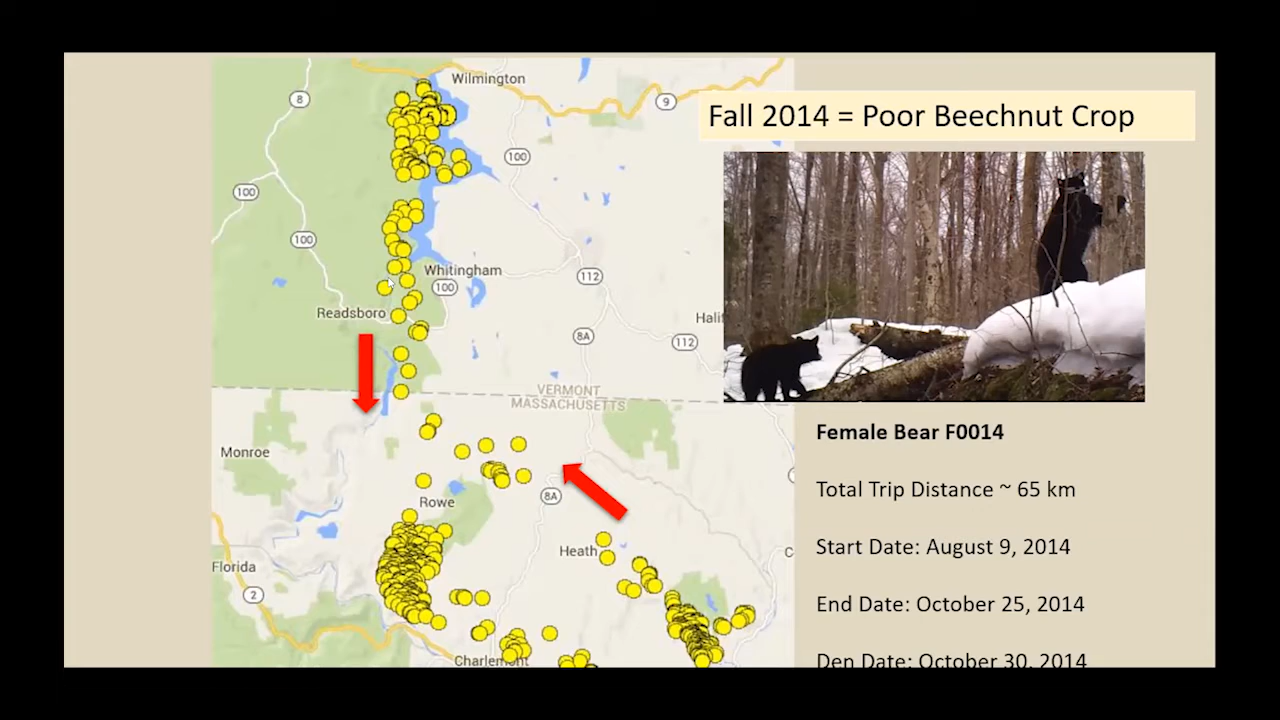 Wilmington
8
9
Fall 2014 = Poor Beechnut Crop
100
100
100
Whitingham
112
100
Readsboro
8A
112
VERMONT
MASSACHUSETTS
Female Bear F0014
Monroe
Total Trip Distance ~ 65 km
8A
Rowe
Start Date: August 9, 2014
Heath
Florida
2
End Date: October 25, 2014
Charlemont
Den Date: October 30, 2014